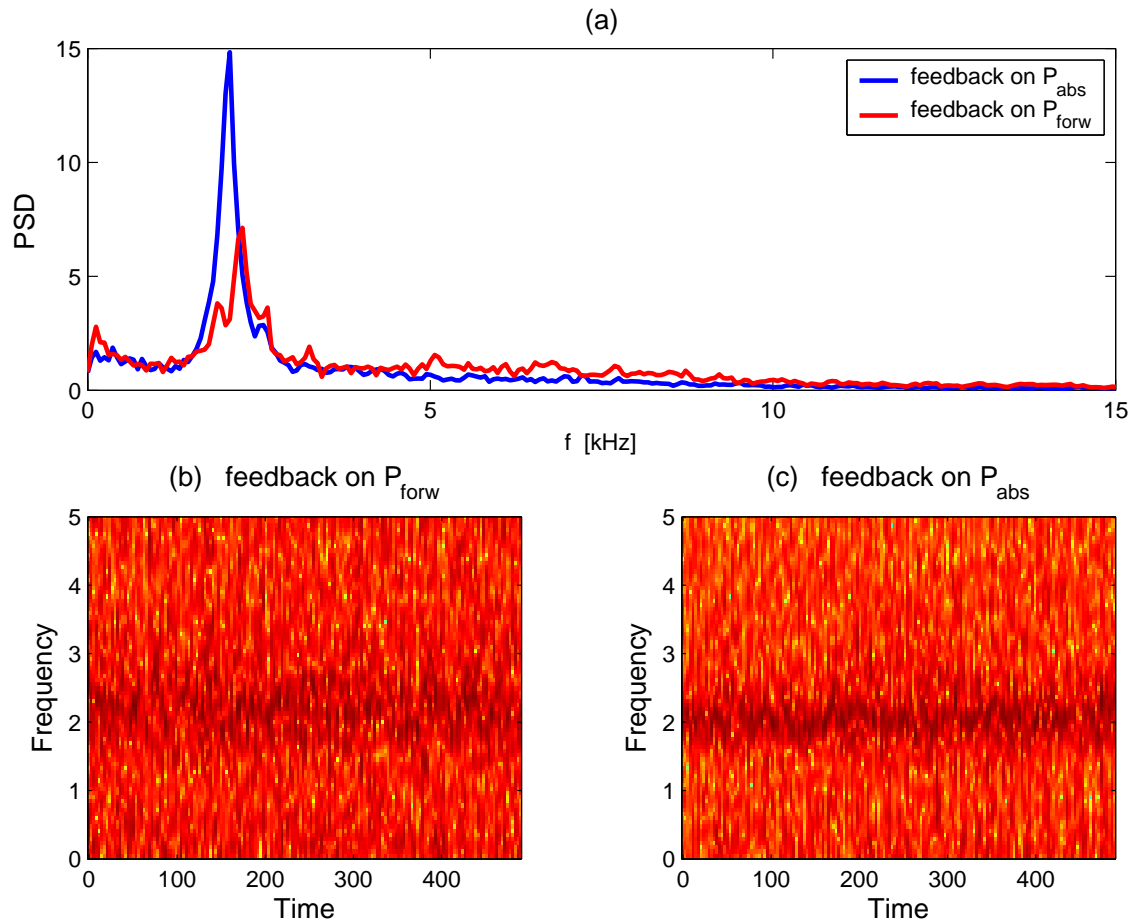 (a)
15
10
5
0
PSD
feedback on P_abs
feedback on P_forw
0 5 10 15
f [kHz]
(b) feedback on P_forw
5
4
3
2
1
0
Frequency
0 100 200 300 400
Time
(c) feedback on P_abs
5
4
3
2
1
0
Frequency
0 100 200 300 400
Time